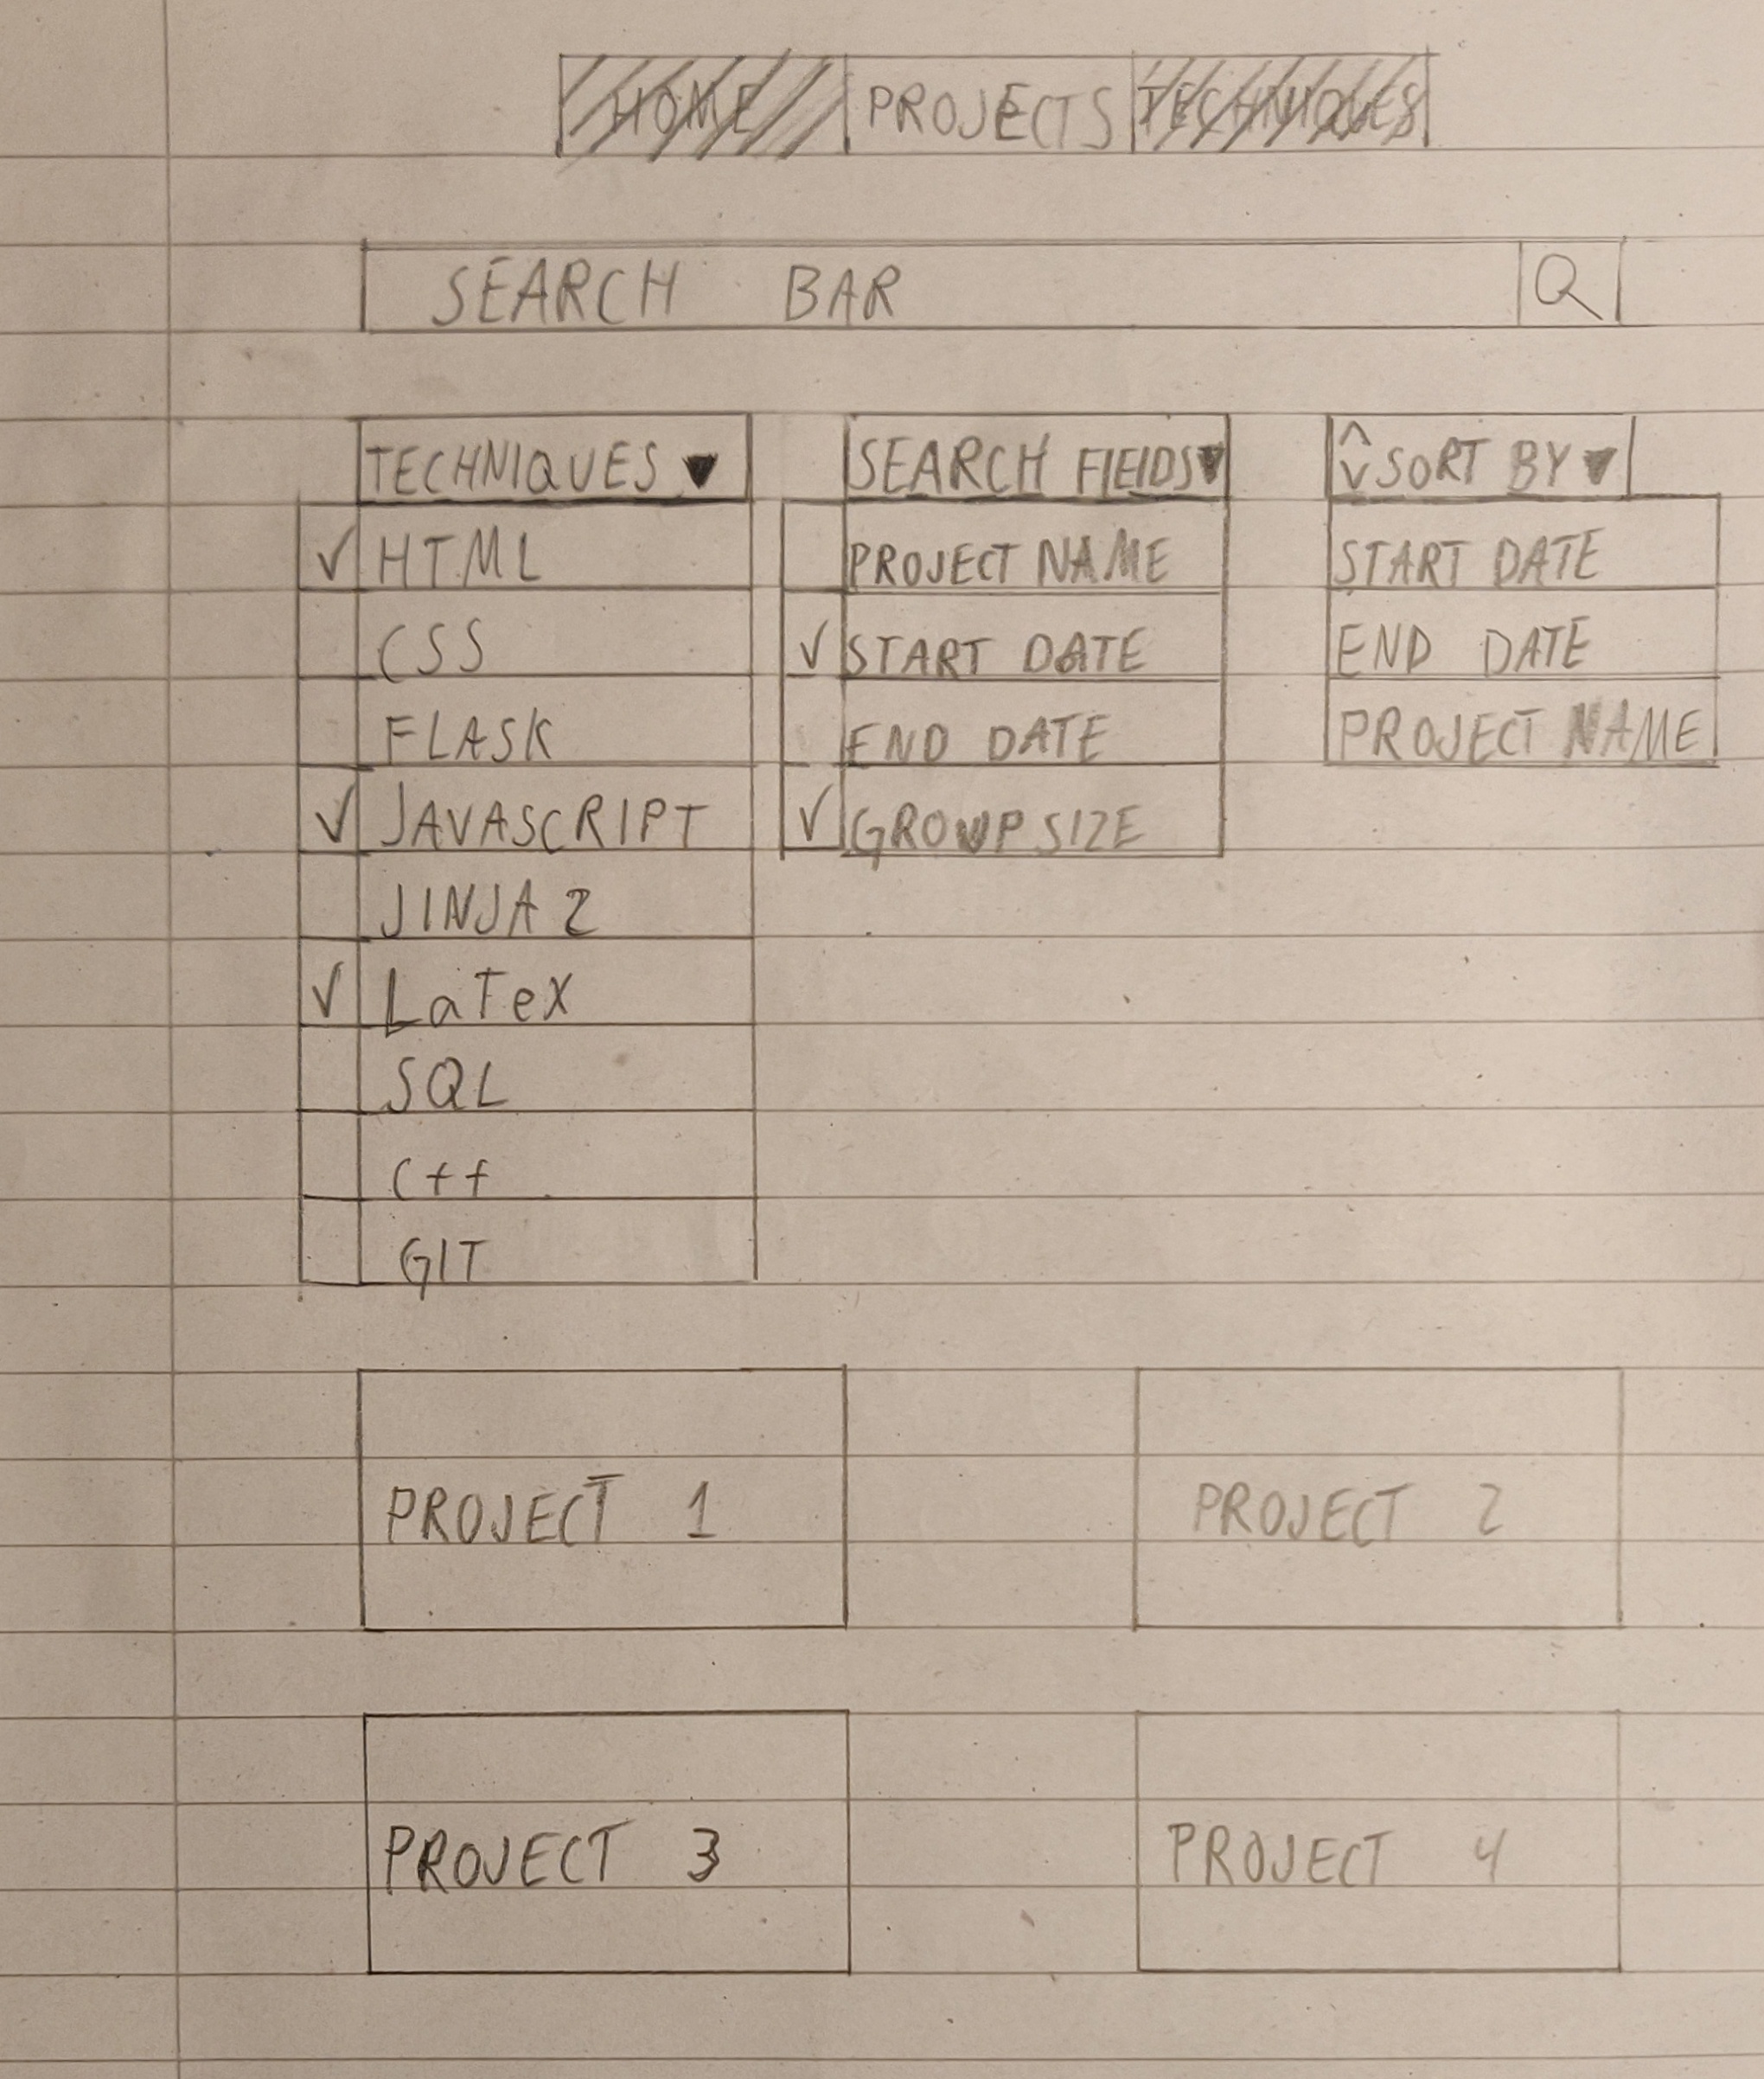 HOME PROJECTS TECHNIQUES
SEARCH BAR
TECHNIQUES ▼ SEARCH FIELDS ▼ SORT BY ▼
✓ HTML PROJECT NAME START DATE
CSS ✓ START DATE END DATE
FLASK END DATE PROJECT NAME
✓ JAVASCRIPT ✓ GROUP SIZE
JINJA 2
✓ LaTeX
SQL
C++
GIT
PROJECT 1 PROJECT 2
PROJECT 3 PROJECT 4